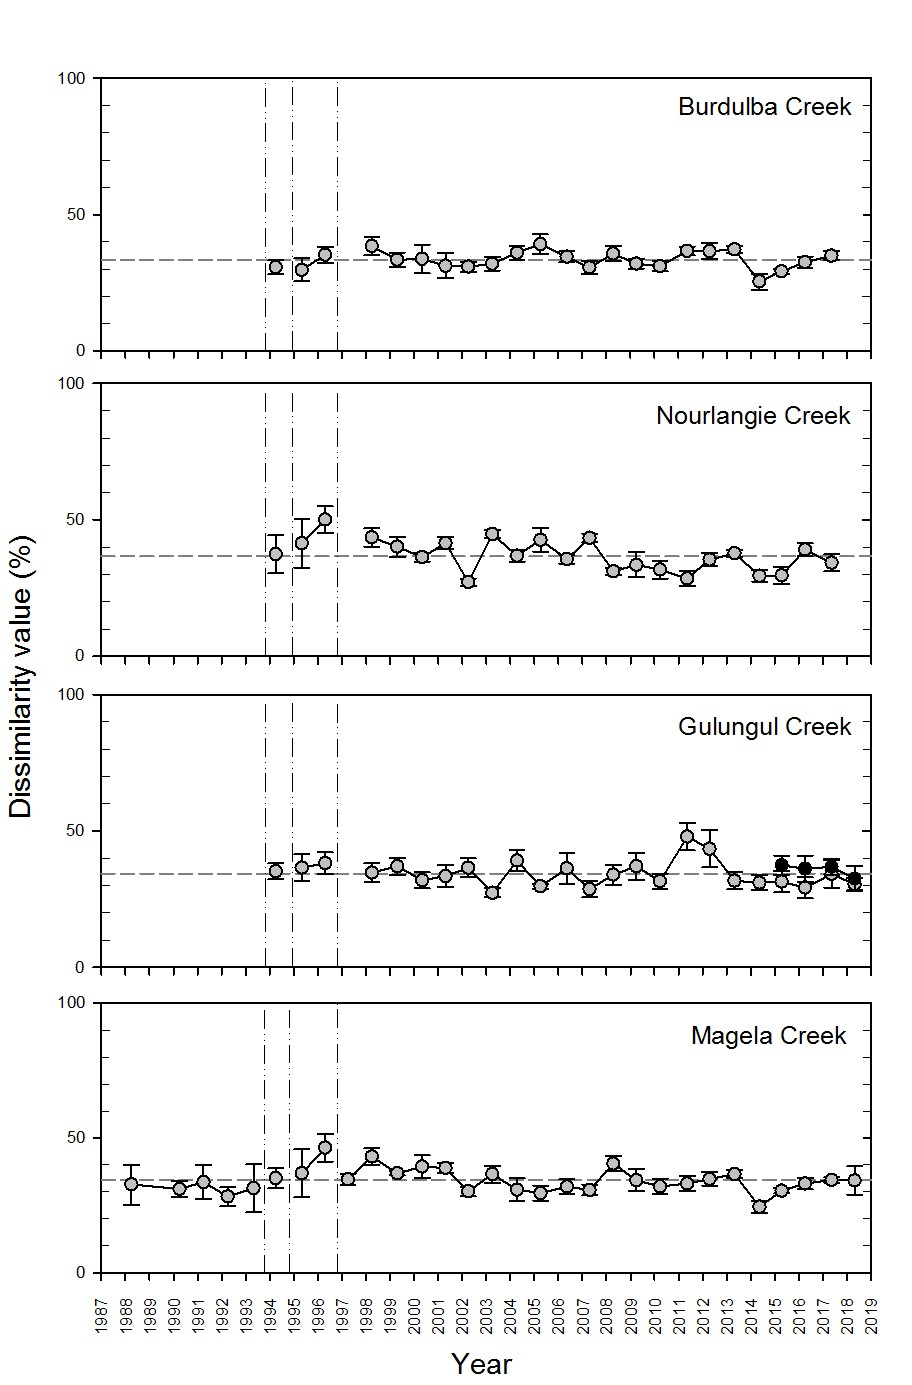 100
Burdulba Creek
50
0
100
Nourlangie Creek
50
0
Dissimilarity value (%)
100
Gulungul Creek
50
0
100
Magela Creek
50
0
1987 1988 1989 1990 1991 1992 1993 1994 1995 1996 1997 1998 1999 2000 2001 2002 2003 2004 2005 2006 2007 2008 2009 2010 2011 2012 2013 2014 2015 2016 2017 2018 2019
Year